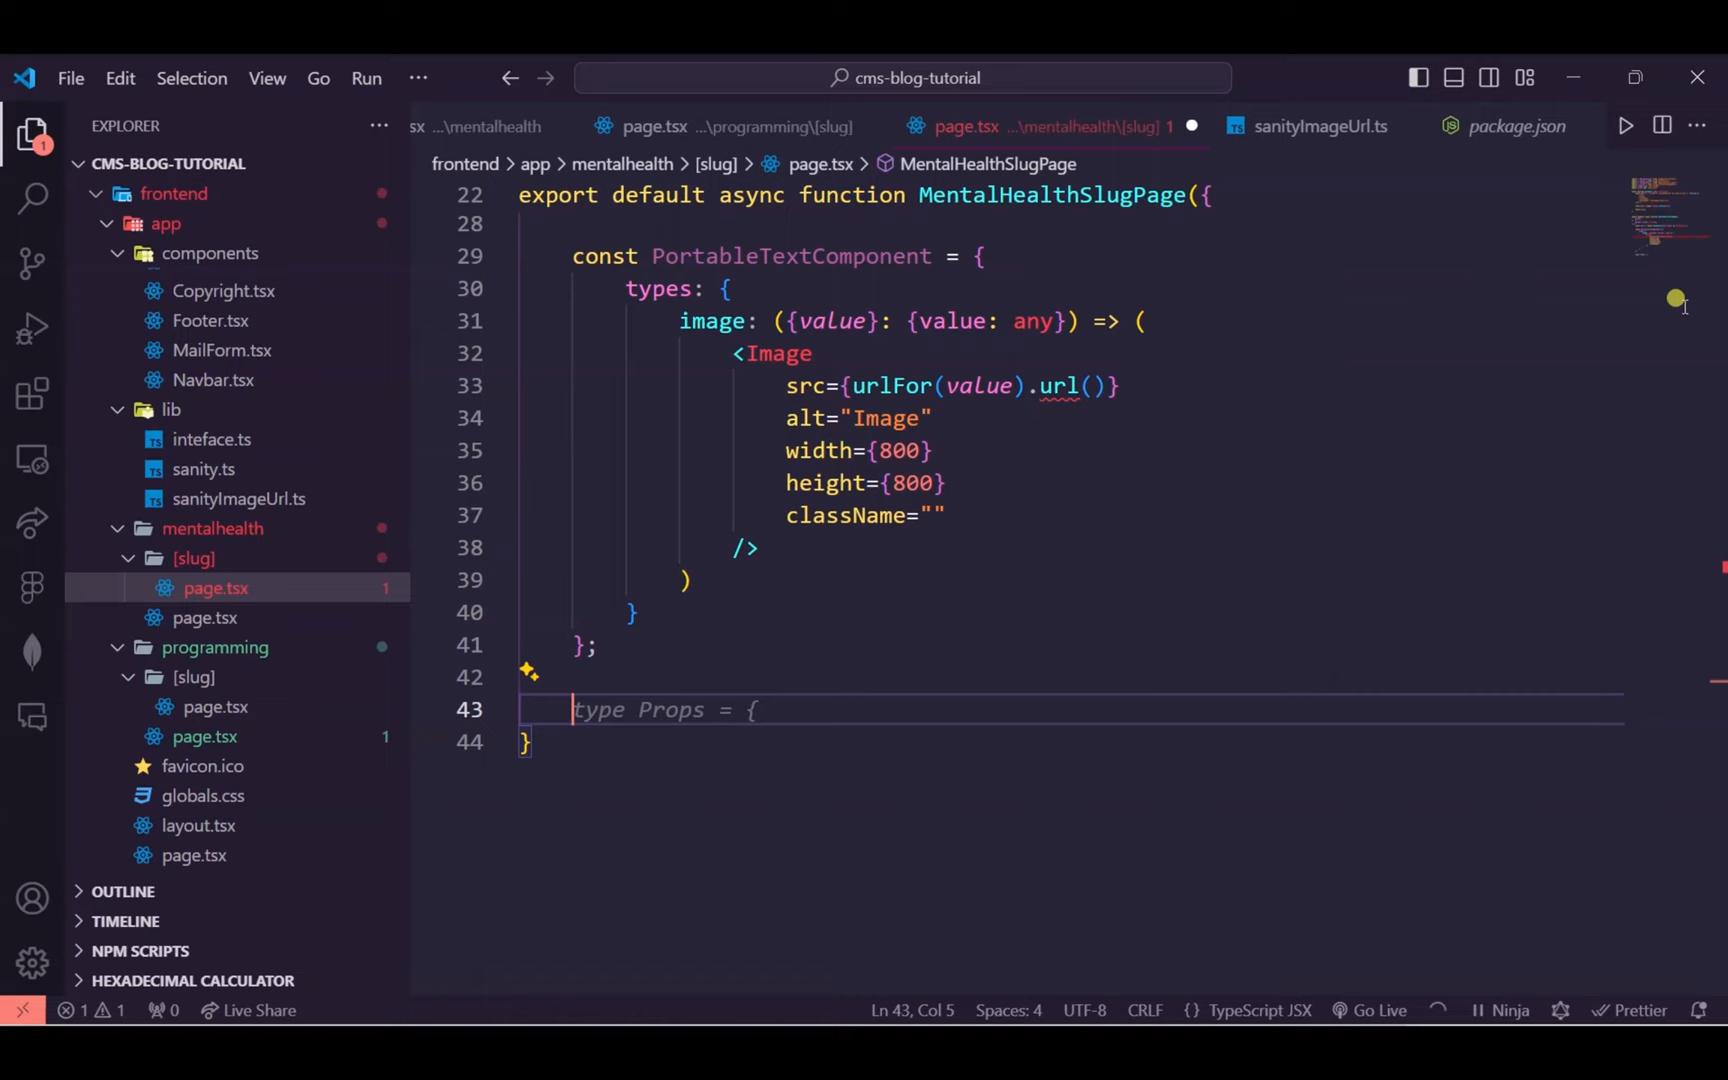 File Edit Selection View Go Run ... cms-blog-tutorial
EXPLORER
sx ...\mentalhealth page.tsx ...\programming\[slug] page.tsx ...\mentalhealth\[slug] 1 sanityImageUrl.ts package.json
frontend > app > mentalhealth > [slug] > page.tsx > MentalHealthSlugPage
1
CMS-BLOG-TUTORIAL
frontend
app
components
Copyright.tsx
Footer.tsx
MailForm.tsx
Navbar.tsx
lib
inteface.ts
sanity.ts
sanityImageUrl.ts
mentalhealth
[slug]
page.tsx 1
page.tsx
programming
[slug]
page.tsx
page.tsx 1
favicon.ico
globals.css
layout.tsx
page.tsx
OUTLINE
TIMELINE
NPM SCRIPTS
HEXADECIMAL CALCULATOR
22 export default async function MentalHealthSlugPage({
28
29 const PortableTextComponent = {
30 types: {
31 image: ({value}: {value: any}) => (
32 <Image
33 src={urlFor(value).url()}
34 alt="Image"
35 width={800}
36 height={800}
37 className=""
38 />
39 )
40 }
41 };
42
43 type Props = {
44 }
1 1 0 Live Share Ln 43, Col 5 Spaces: 4 UTF-8 CRLF {} TypeScript JSX Go Live Ninja Prettier